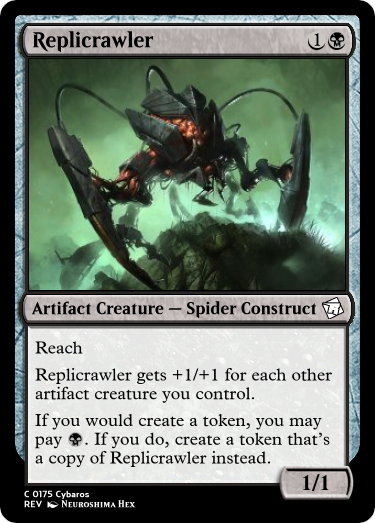 Replicrawler 1
Artifact Creature — Spider Construct
Reach
Replicrawler gets +1/+1 for each other
artifact creature you control.
If you would create a token, you may
pay . If you do, create a token that's
a copy of Replicrawler instead.
1/1
C 0175 Cybaros
REV Neuroshima Hex